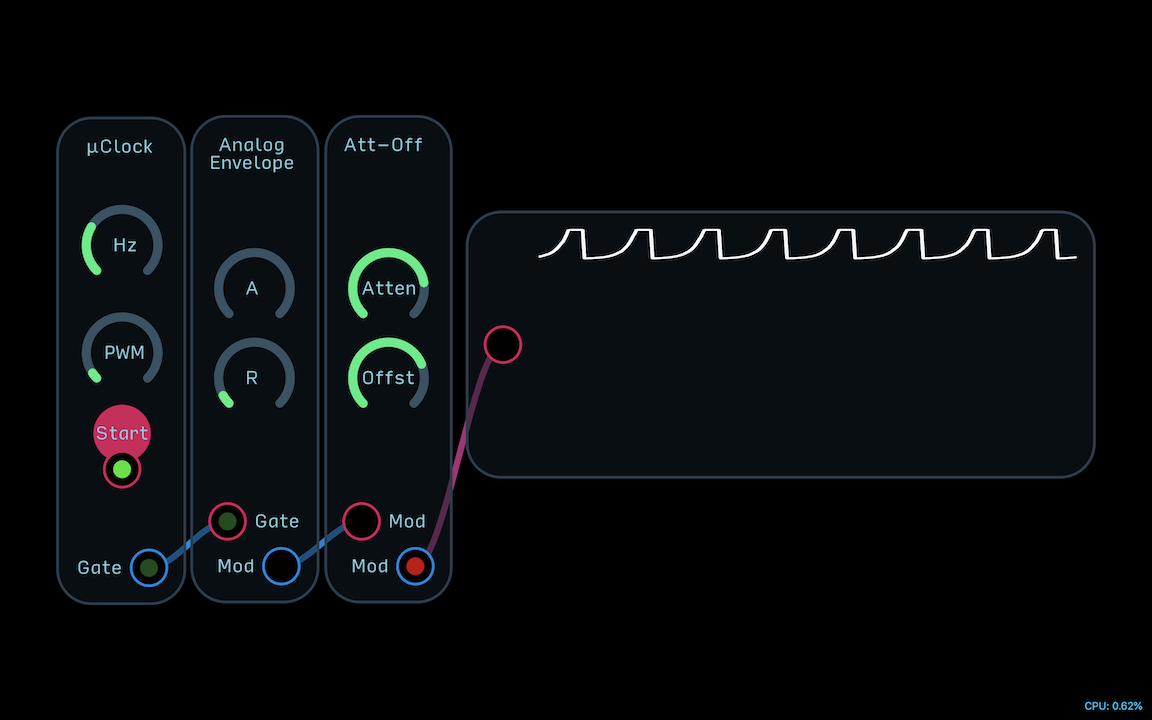 µClock
Hz
PWM
Start
Gate
Analog
Envelope
A
R
Gate
Mod
Att-Off
Atten
Offst
Mod
Mod
CPU: 0.62%